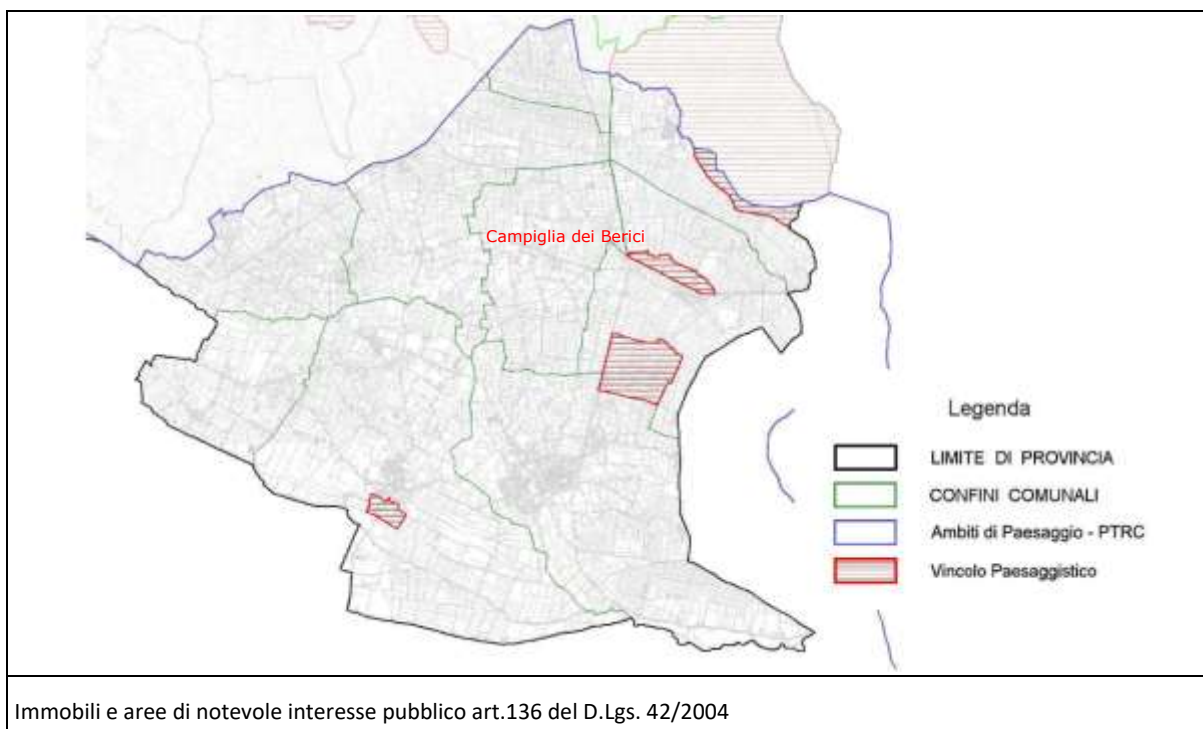 Campiglia dei Berici
Legenda
LIMITE DI PROVINCIA
CONFINI COMUNALI
Ambiti di Paesaggio - PTRC
Vincolo Paesaggistico
Immobili e aree di notevole interesse pubblico art.136 del D.Lgs. 42/2004